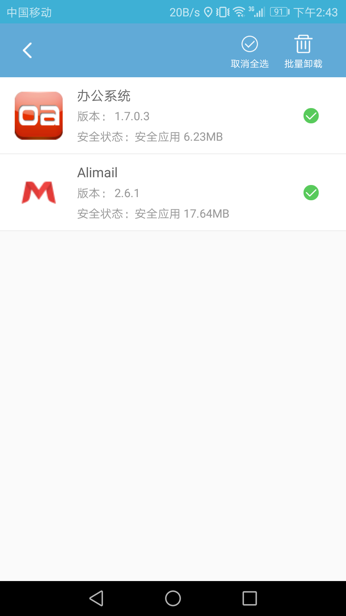 中国移动 20B/s 3G 91 下午2:43
取消全选 批量卸载
oa
办公系统
版本： 1.7.0.3
安全状态：安全应用 6.23MB
Alimail
版本： 2.6.1
安全状态：安全应用 17.64MB